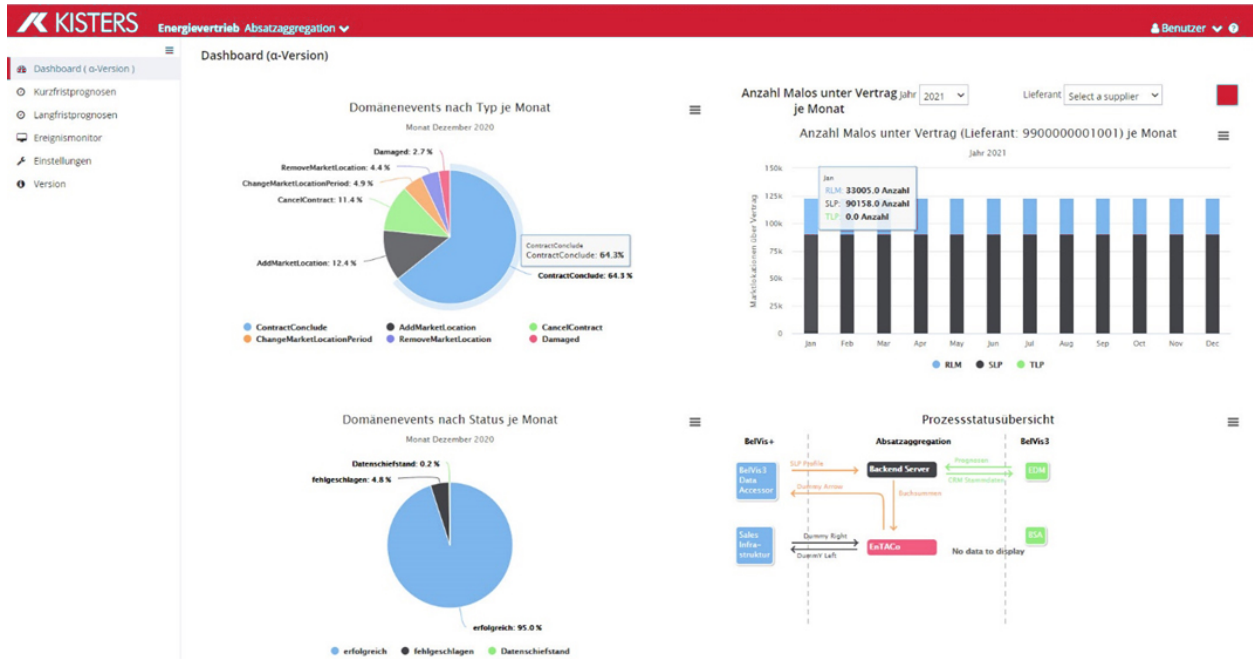 KISTERS
Energievertrieb Absatzaggregation
Benutzer
Dashboard ( α-Version )
Kurzfristprognosen
Langfristprognosen
Ereignismonitor
Einstellungen
Version
Dashboard (α-Version)
Domänenevents nach Typ je Monat
Monat Dezember 2020
Damaged: 2.7 %
RemoveMarketLocation: 4.4 %
ChangeMarketLocationPeriod: 4.9 %
CancelContract: 11.4 %
AddMarketLocation: 12.4 %
ContractConclude
ContractConclude: 64.3%
ContractConclude: 64.3 %
ContractConclude
AddMarketLocation
CancelContract
ChangeMarketLocationPeriod
RemoveMarketLocation
Damaged
Anzahl Malos unter Vertrag
je Monat
Jahr
2021
Lieferant
Select a supplier
Anzahl Malos unter Vertrag (Lieferant: 9900000001001) je Monat
Jahr 2021
Marktlokationen über Vertrag
150k
125k
100k
75k
50k
25k
0
Jan
RLM: 33005.0 Anzahl
SLP: 90158.0 Anzahl
TLP: 0.0 Anzahl
Jan Feb Mar Apr May Jun Jul Aug Sep Oct Nov Dec
RLM SLP TLP
Domänenevents nach Status je Monat
Monat Dezember 2020
Datenschiefstand: 0.2 %
fehlgeschlagen: 4.8 %
erfolgreich: 95.0 %
erfolgreich fehlgeschlagen Datenschiefstand
Prozessstatusübersicht
BelVis+
Absatzaggregation
BelVis3
BelVis3
Data
Accessor
SLP Profile
Dummy Arrow
Backend Server
Prognosen
CRM Stammdaten
EDM
Buchsummen
Sales
Infra-
struktur
Dummy Right
DummY Left
EnTACo
No data to display
BSA